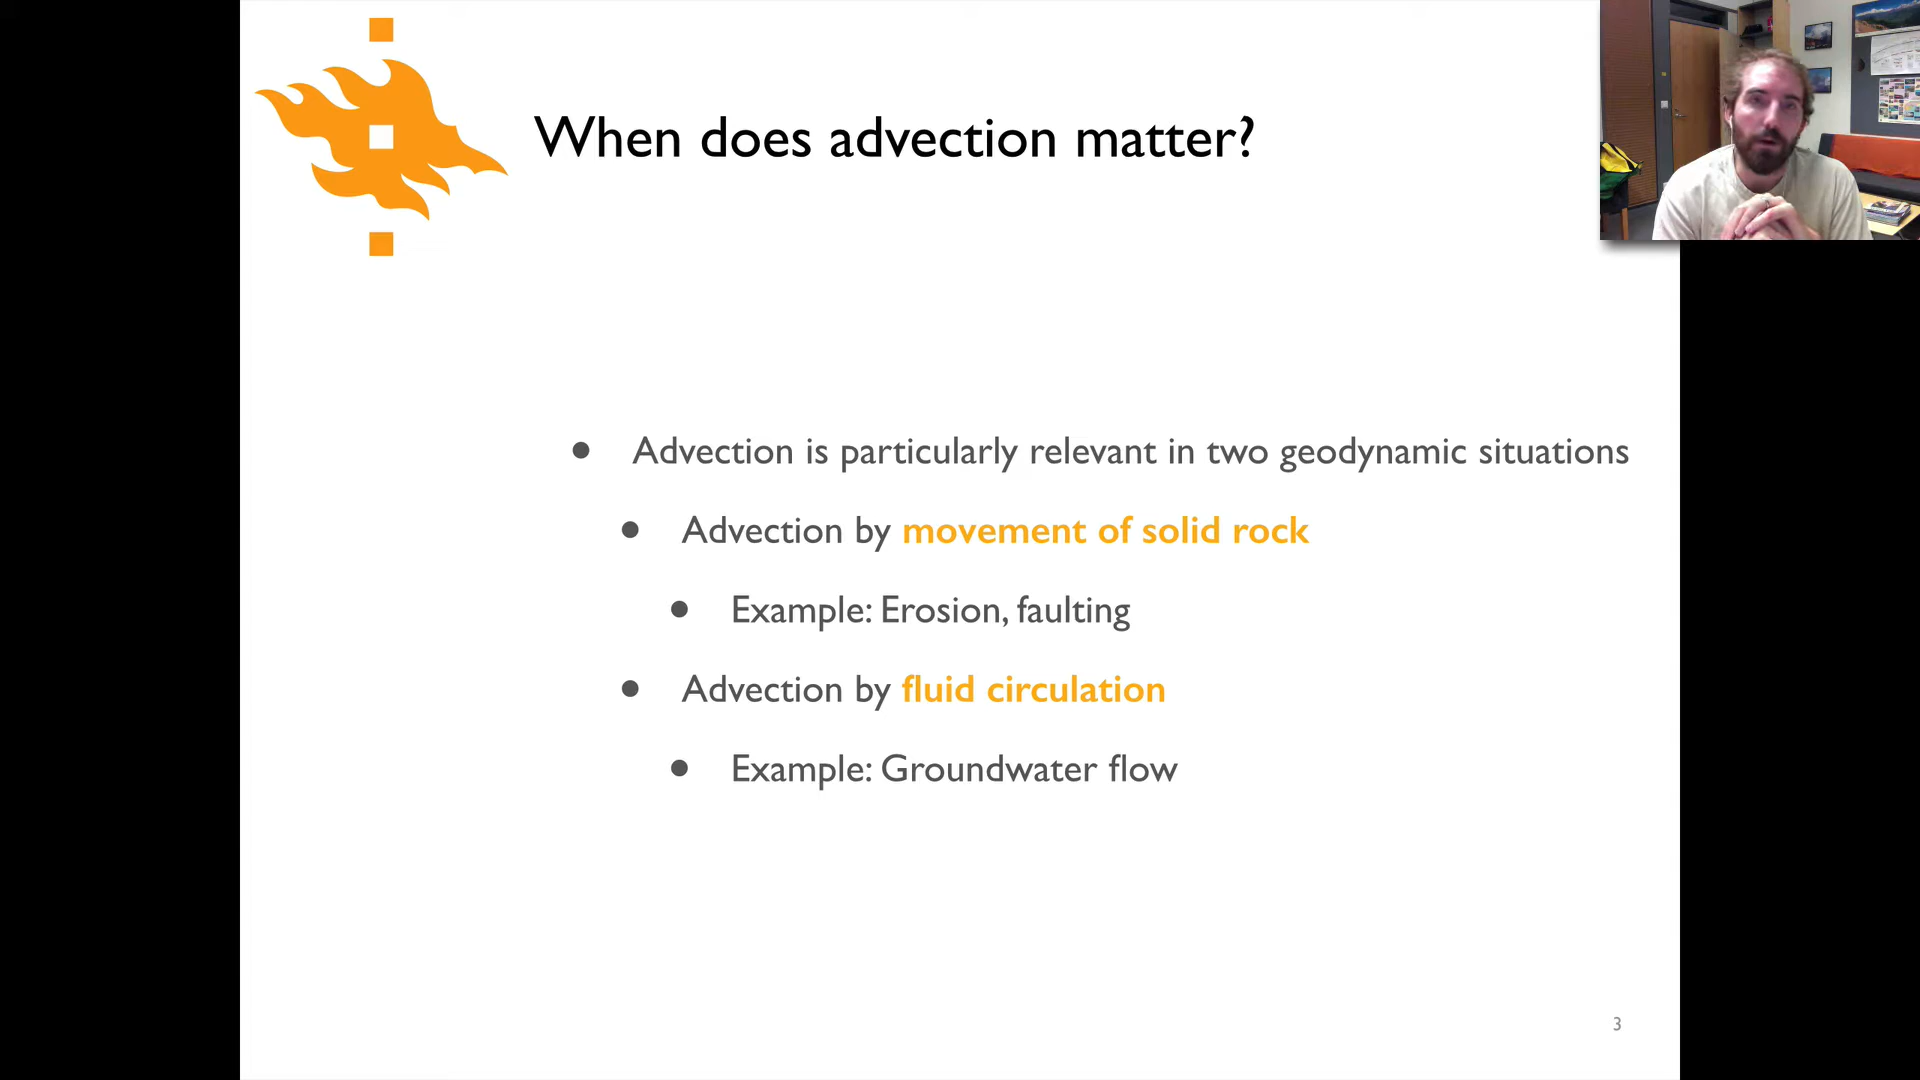 When does advection matter?
Advection is particularly relevant in two geodynamic situations
Advection by movement of solid rock
Example: Erosion, faulting
Advection by fluid circulation
Example: Groundwater flow
3